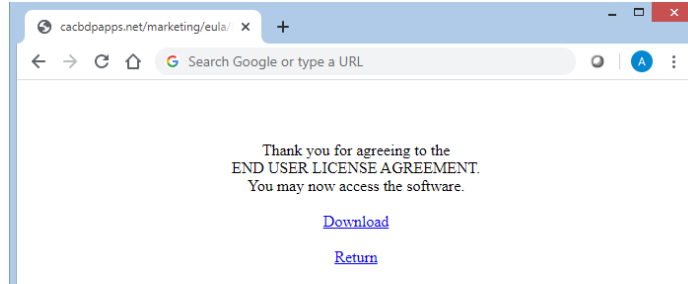 cacbdpapps.net/marketing/eula/
Search Google or type a URL
A
Thank you for agreeing to the
END USER LICENSE AGREEMENT.
You may now access the software.
Download
Return